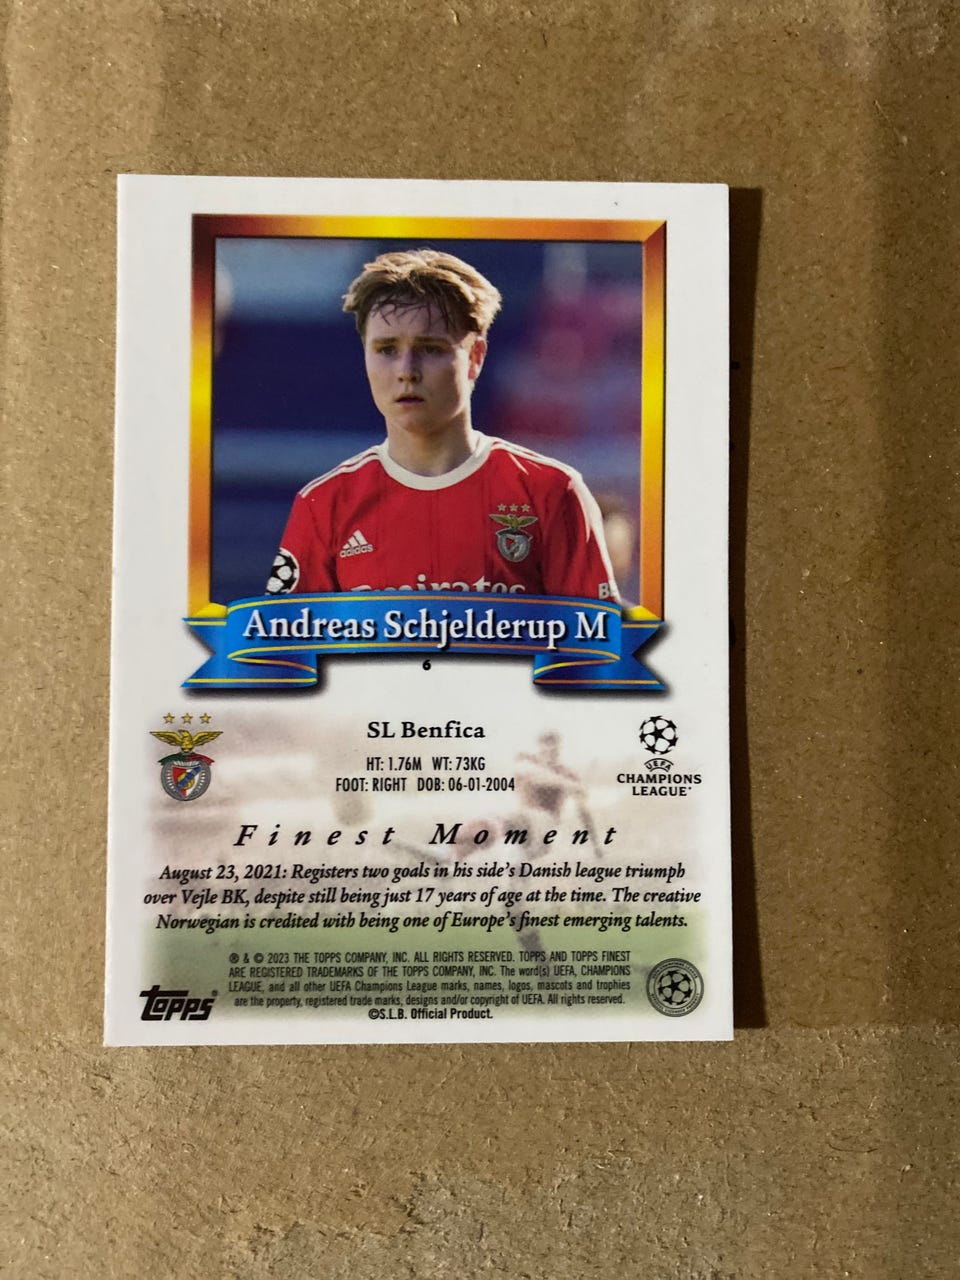 adidas
Emirates
B
Andreas Schjelderup M
6
SL Benfica
HT: 1.76M WT: 73KG
FOOT: RIGHT DOB: 06-01-2004
UEFA
CHAMPIONS
LEAGUE®
Finest Moment
August 23, 2021: Registers two goals in his side's Danish league triumph
over Vejle BK, despite still being just 17 years of age at the time. The creative
Norwegian is credited with being one of Europe's finest emerging talents.
® & © 2023 THE TOPPS COMPANY, INC. ALL RIGHTS RESERVED. TOPPS AND TOPPS FINEST
ARE REGISTERED TRADEMARKS OF THE TOPPS COMPANY, INC. The word(s) UEFA, CHAMPIONS
LEAGUE, and all other UEFA Champions League marks, names, logos, mascots and trophies
are the property, registered trade marks, designs and/or copyright of UEFA. All rights reserved.
©S.L.B. Official Product.
TOPPS®